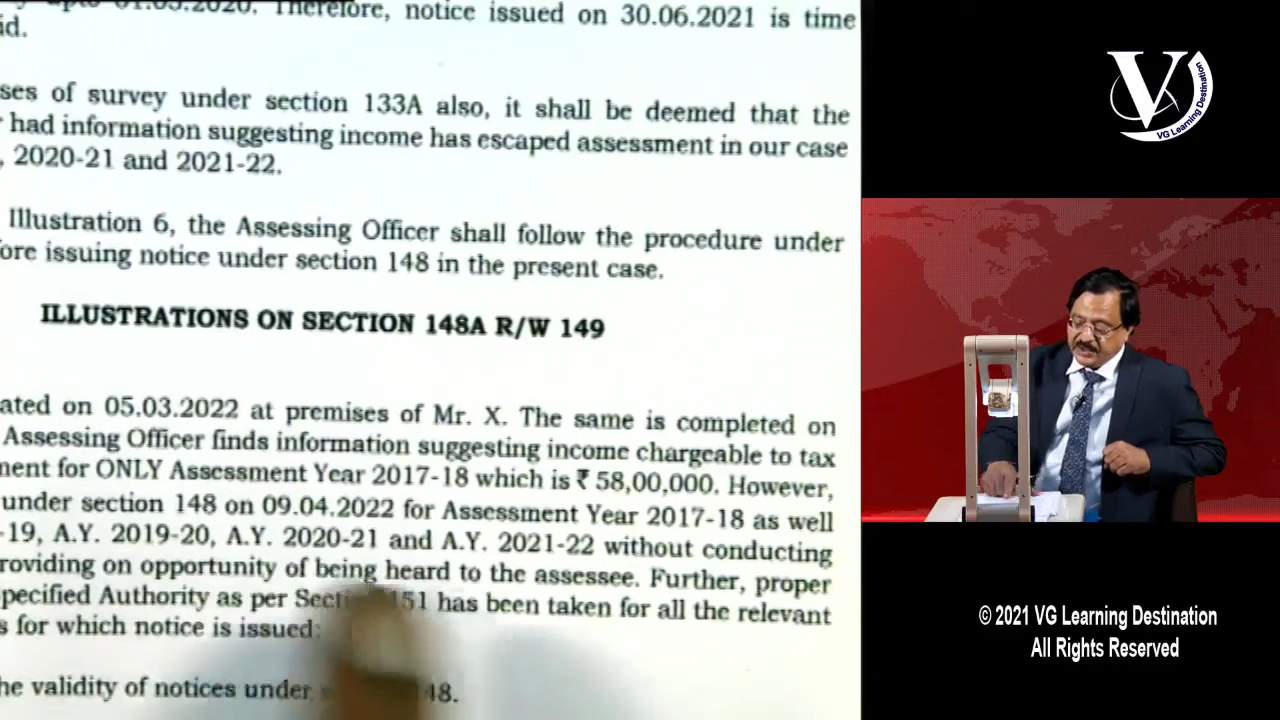 01.05.2020. Therefore, notice issued on 30.06.2021 is time
id.
ses of survey under section 133A also, it shall be deemed that the
had information suggesting income has escaped assessment in our case
, 2020-21 and 2021-22.
Illustration 6, the Assessing Officer shall follow the procedure under
ore issuing notice under section 148 in the present case.
ILLUSTRATIONS ON SECTION 148A R/W 149
ated on 05.03.2022 at premises of Mr. X. The same is completed on
Assessing Officer finds information suggesting income chargeable to tax
nent for ONLY Assessment Year 2017-18 which is ₹ 58,00,000. However,
under section 148 on 09.04.2022 for Assessment Year 2017-18 as well
-19, A.Y. 2019-20, A.Y. 2020-21 and A.Y. 2021-22 without conducting
roviding on opportunity of being heard to the assessee. Further, proper
pecified Authority as per 151 has been taken for all the relevant
s for which notice is issued:
he validity of notices under 48.
V
VG Learning Destination
© 2021 VG Learning Destination
All Rights Reserved